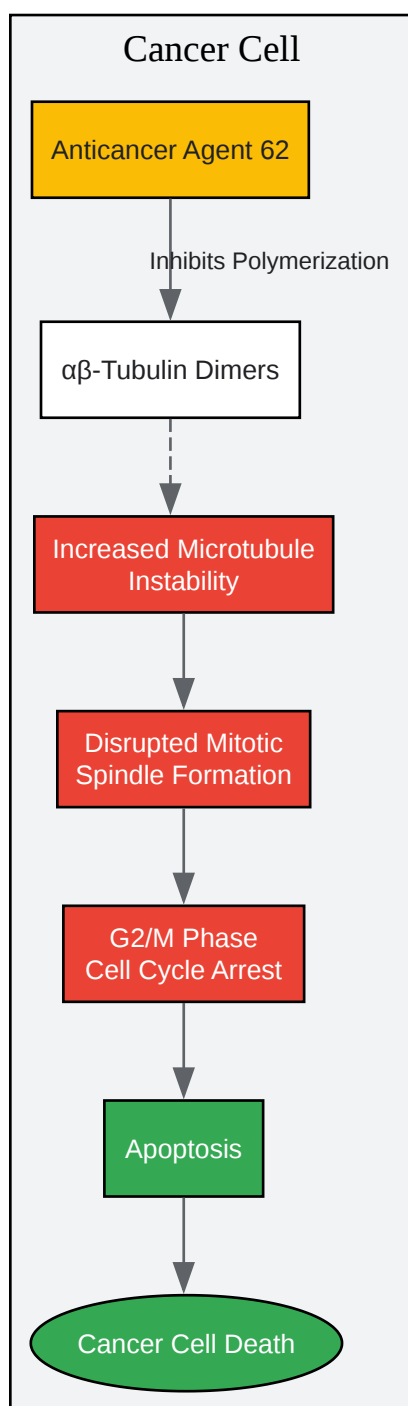 Cancer Cell
Anticancer Agent 62
Inhibits Polymerization
αβ-Tubulin Dimers
Increased Microtubule
Instability
Disrupted Mitotic
Spindle Formation
G2/M Phase
Cell Cycle Arrest
Apoptosis
Cancer Cell Death